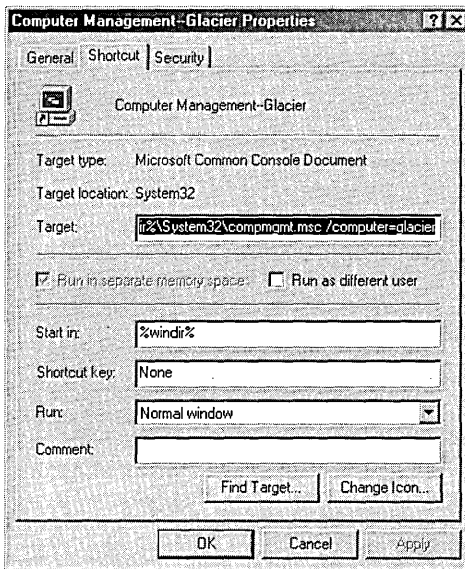 Computer Management--Glacier Properties ? X
General Shortcut Security
Computer Management--Glacier
Target type: Microsoft Common Console Document
Target location: System32
Target: ir%\System32\compmgmt.msc /computer=glacier
Run in separate memory space Run as different user
Start in: %windir%
Shortcut key: None
Run: Normal window
Comment:
Find Target... Change Icon...
OK Cancel Apply